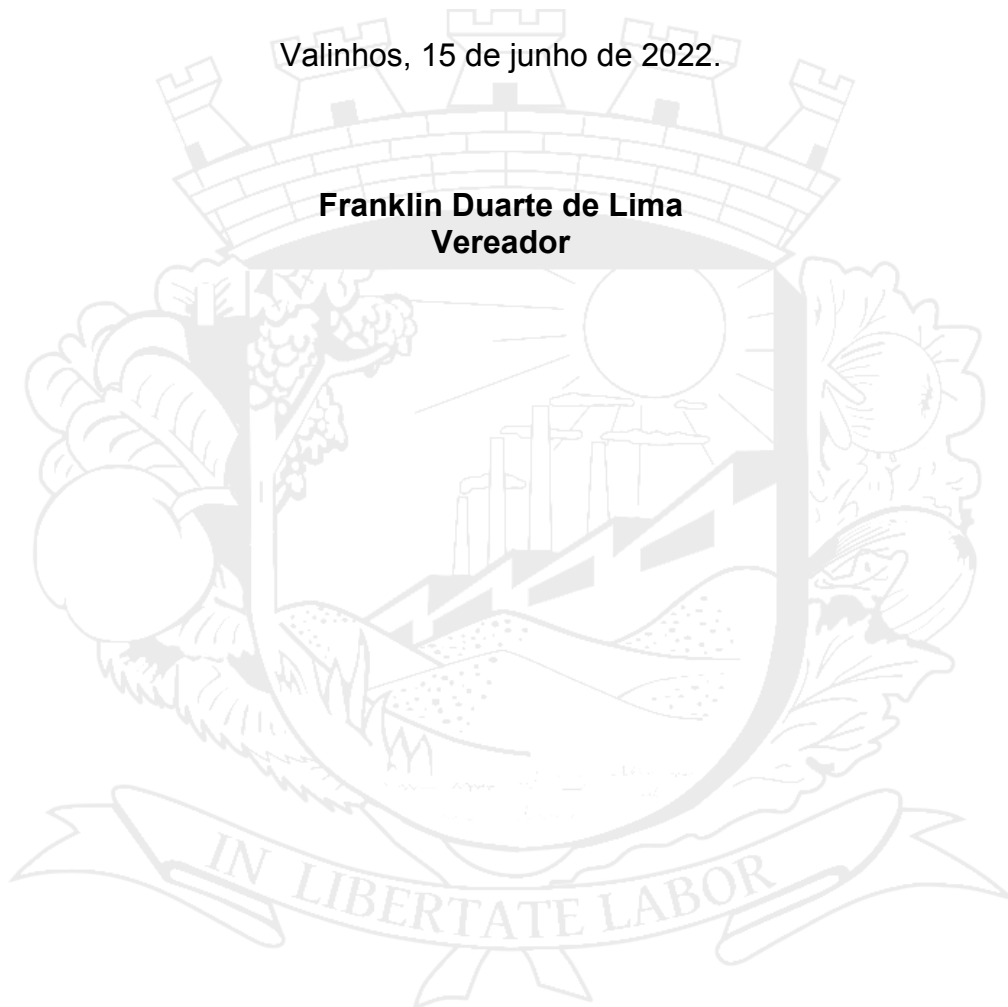 Valinhos, 15 de junho de 2022.
Franklin Duarte de Lima
Vereador
IN LIBERTATE LABOR